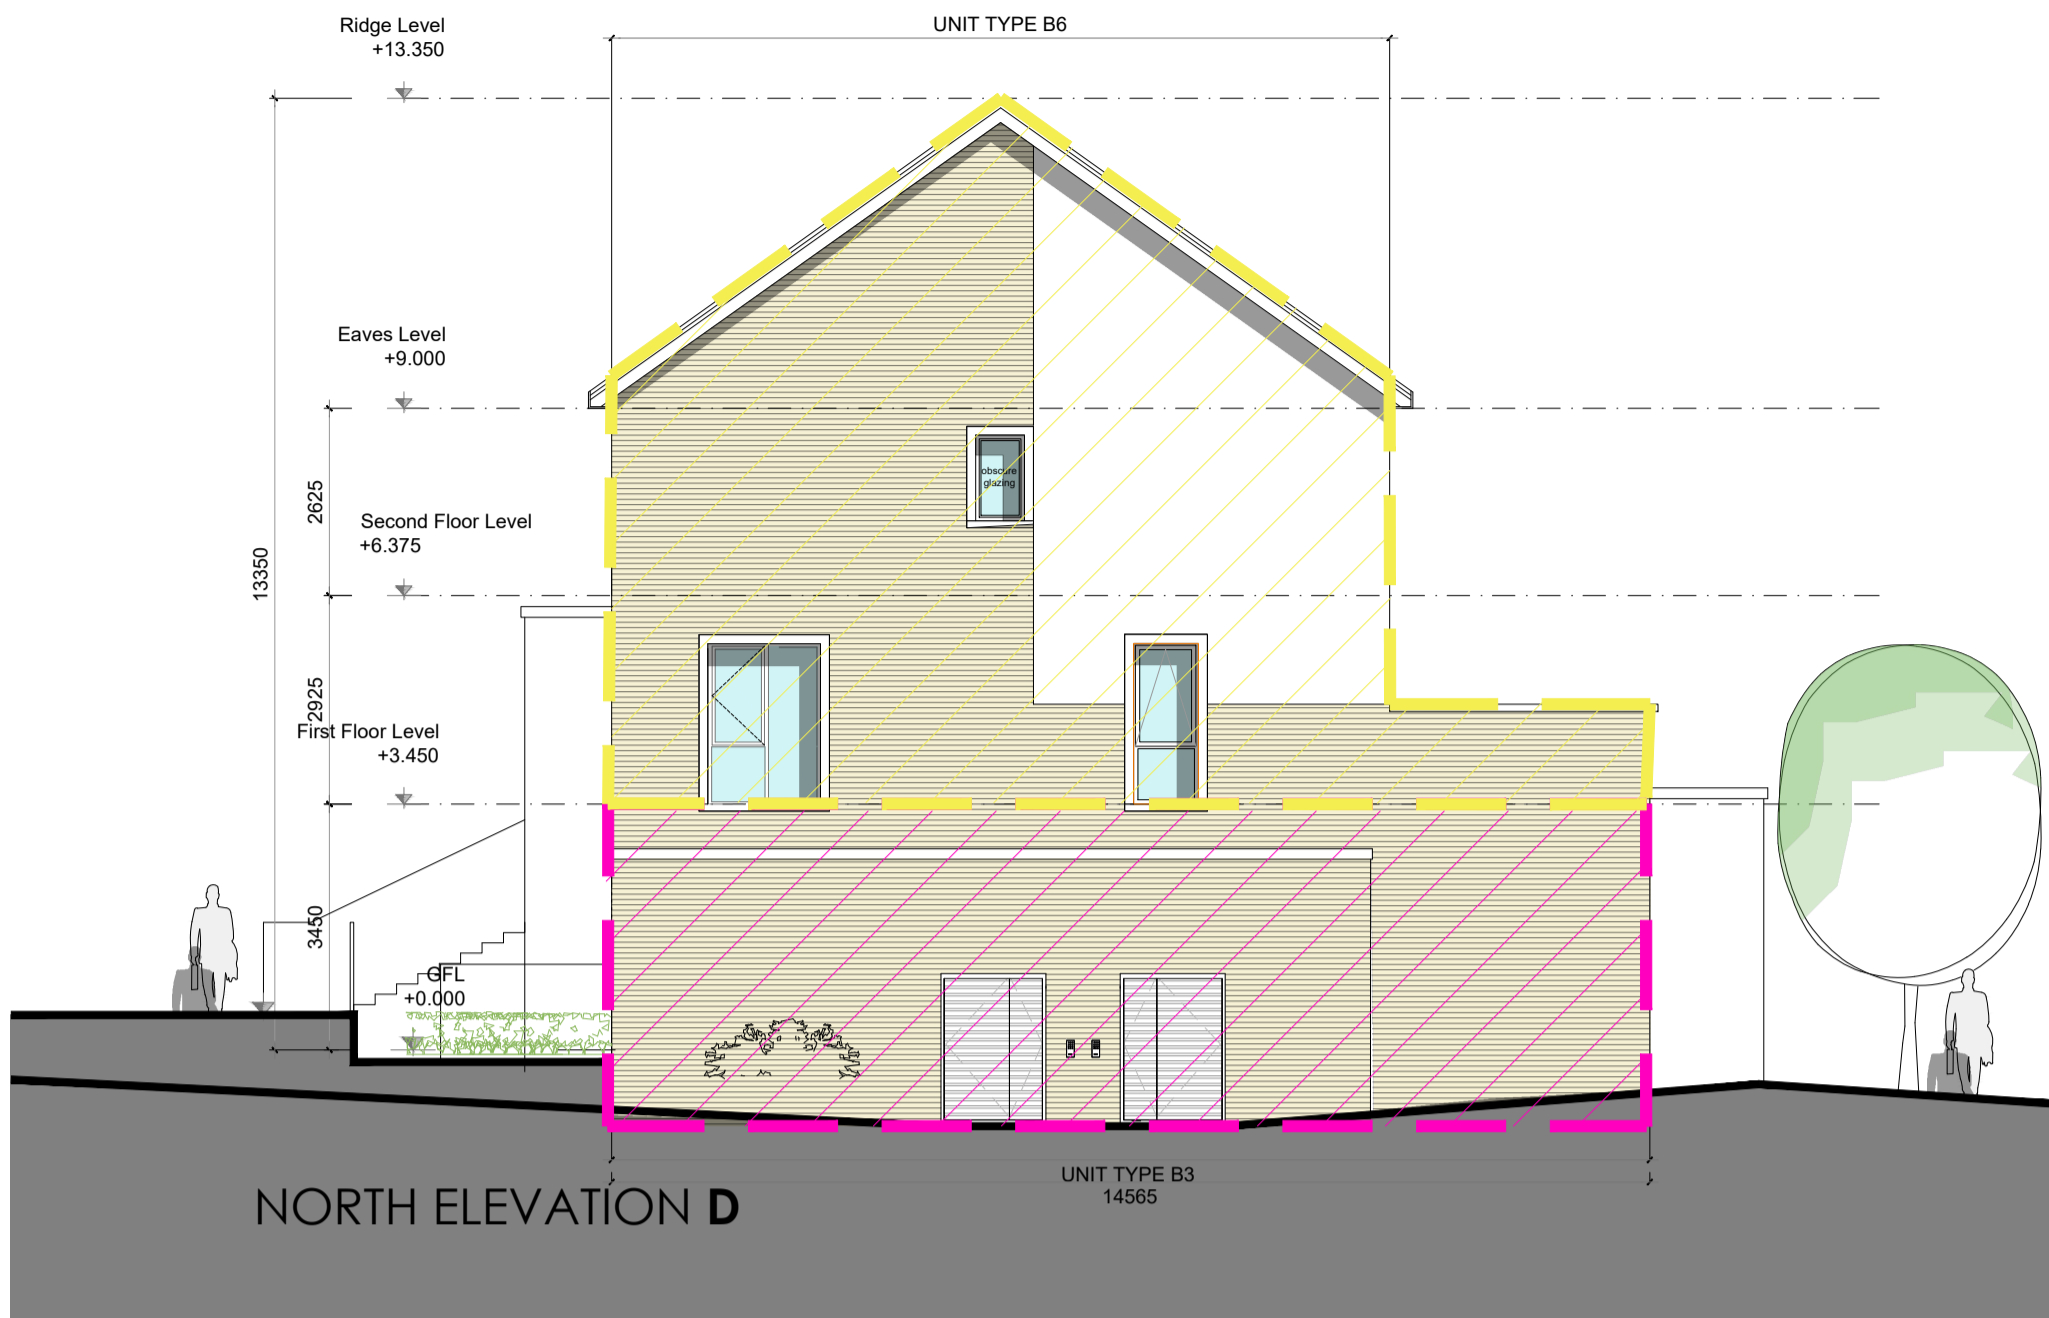 UNIT TYPE B6
Ridge Level
+13.350
Eaves Level
+9.000
obscure
glazing
2625
Second Floor Level
+6.375
13350
2925
First Floor Level
+3.450
3450
GFL
+0.000
UNIT TYPE B3
14565
NORTH ELEVATION D